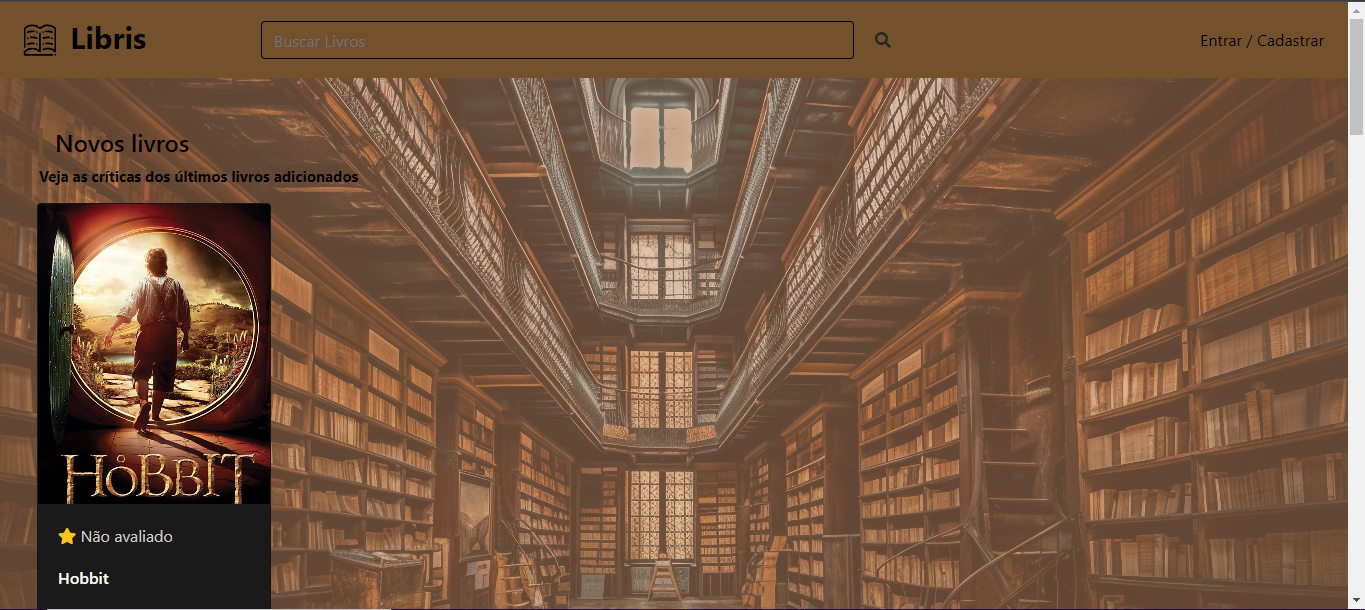 Libris
Buscar Livros
Entrar / Cadastrar
Novos livros
Veja as críticas dos últimos livros adicionados
HOBBIT
Não avaliado
Hobbit